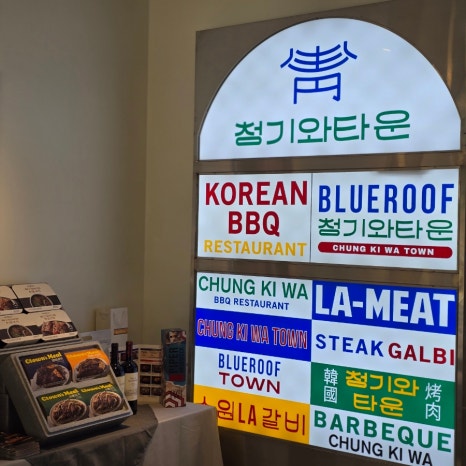 靑
청기와타운
KOREAN
BBQ
RESTAURANT
BLUEROOF
청기와타운
CHUNG KI WA TOWN
CHUNG KI WA
BBQ RESTAURANT
LA-MEAT
CHUNG KI WA TOWN
STEAK GALBI
BLUEROOF
TOWN
韓國
청기와
타운
烤肉
수원LA갈비
BARBEQUE
CHUNG KI WA